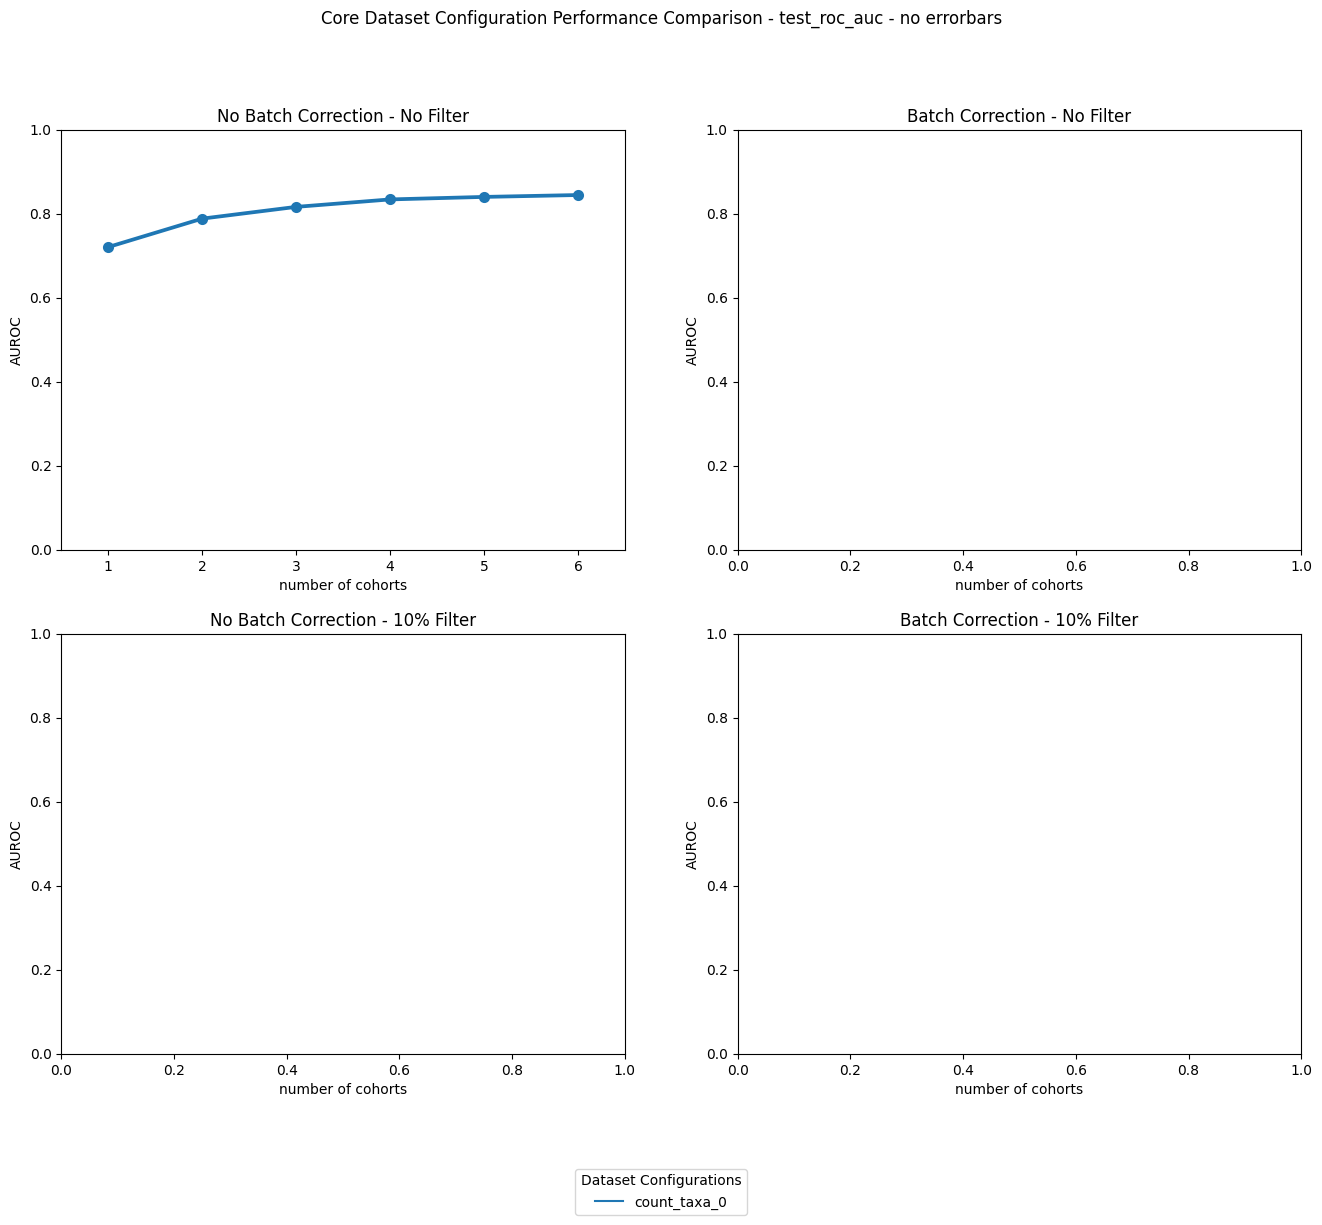 Core Dataset Configuration Performance Comparison - test_roc_auc - no errorbars
No Batch Correction - No Filter
1.0
0.8
0.6
0.4
0.2
0.0
AUROC
1 2 3 4 5 6
number of cohorts
Batch Correction - No Filter
1.0
0.8
0.6
0.4
0.2
0.0
AUROC
0.0 0.2 0.4 0.6 0.8 1.0
number of cohorts
No Batch Correction - 10% Filter
1.0
0.8
0.6
0.4
0.2
0.0
AUROC
0.0 0.2 0.4 0.6 0.8 1.0
number of cohorts
Batch Correction - 10% Filter
1.0
0.8
0.6
0.4
0.2
0.0
AUROC
0.0 0.2 0.4 0.6 0.8 1.0
number of cohorts
Dataset Configurations
count_taxa_0